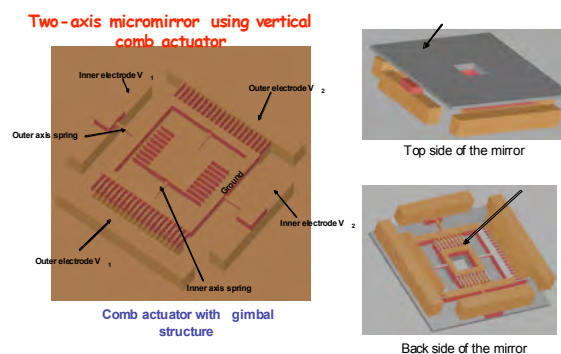 Two-axis micromirror using vertical
comb actuator
Inner electrode V 1
Outer electrode V 2
Outer axis spring
Ground
Inner electrode V 2
Outer electrode V 1
Inner axis spring
Comb actuator with gimbal
structure
Top side of the mirror
Back side of the mirror